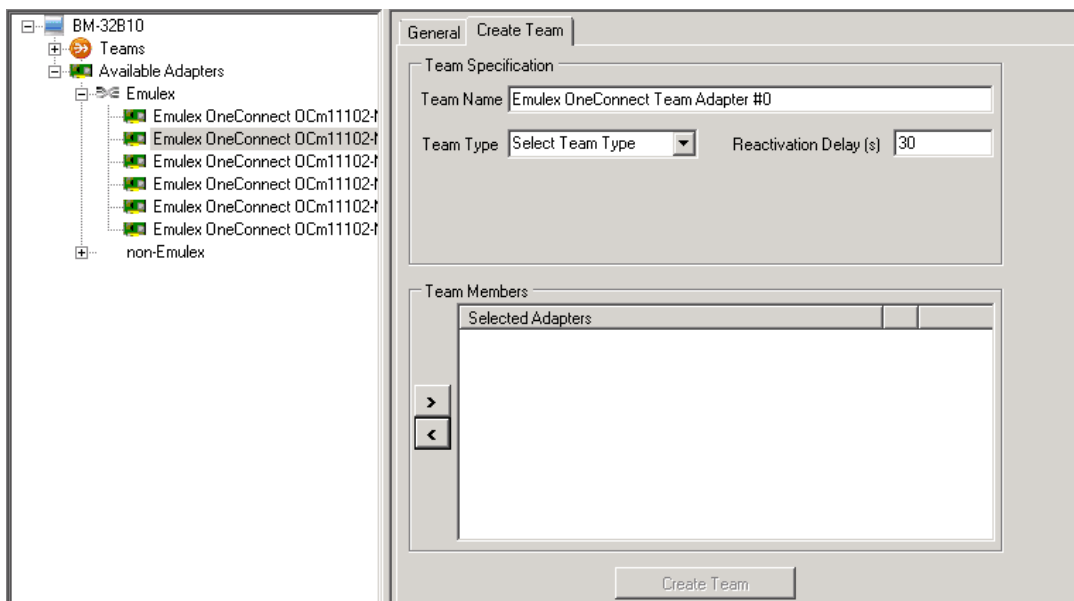 BM-32B10
Teams
Available Adapters
Emulex
Emulex OneConnect OCm11102-N
Emulex OneConnect OCm11102-N
Emulex OneConnect OCm11102-N
Emulex OneConnect OCm11102-N
Emulex OneConnect OCm11102-N
Emulex OneConnect OCm11102-N
non-Emulex
General
Create Team
Team Specification
Team Name Emulex OneConnect Team Adapter #0
Team Type Select Team Type Reactivation Delay (s) 30
Team Members
Selected Adapters
>
<
Create Team